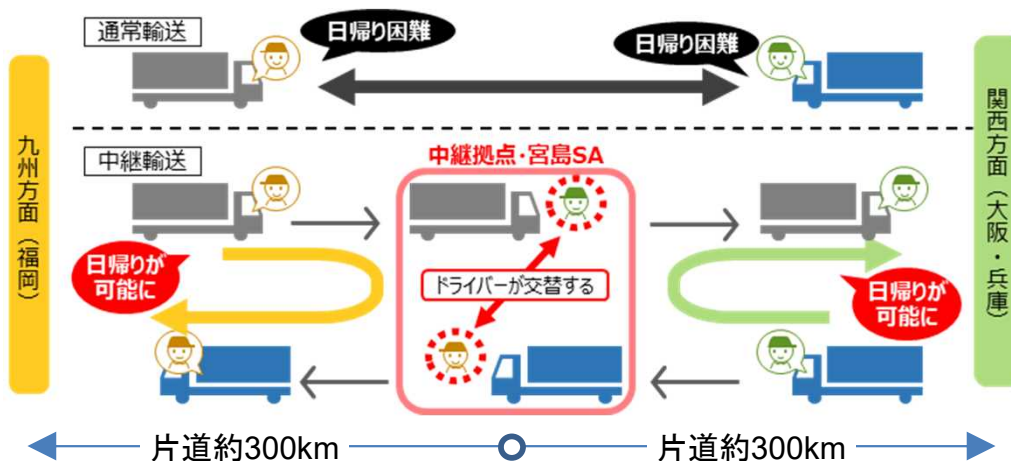 通常輸送
日帰り困難
日帰り困難
九州方面（福岡）
関西方面（大阪・兵庫）
中継輸送
中継拠点・宮島SA
日帰りが
可能に
ドライバーが交替する
日帰りが
可能に
片道約300km
片道約300km